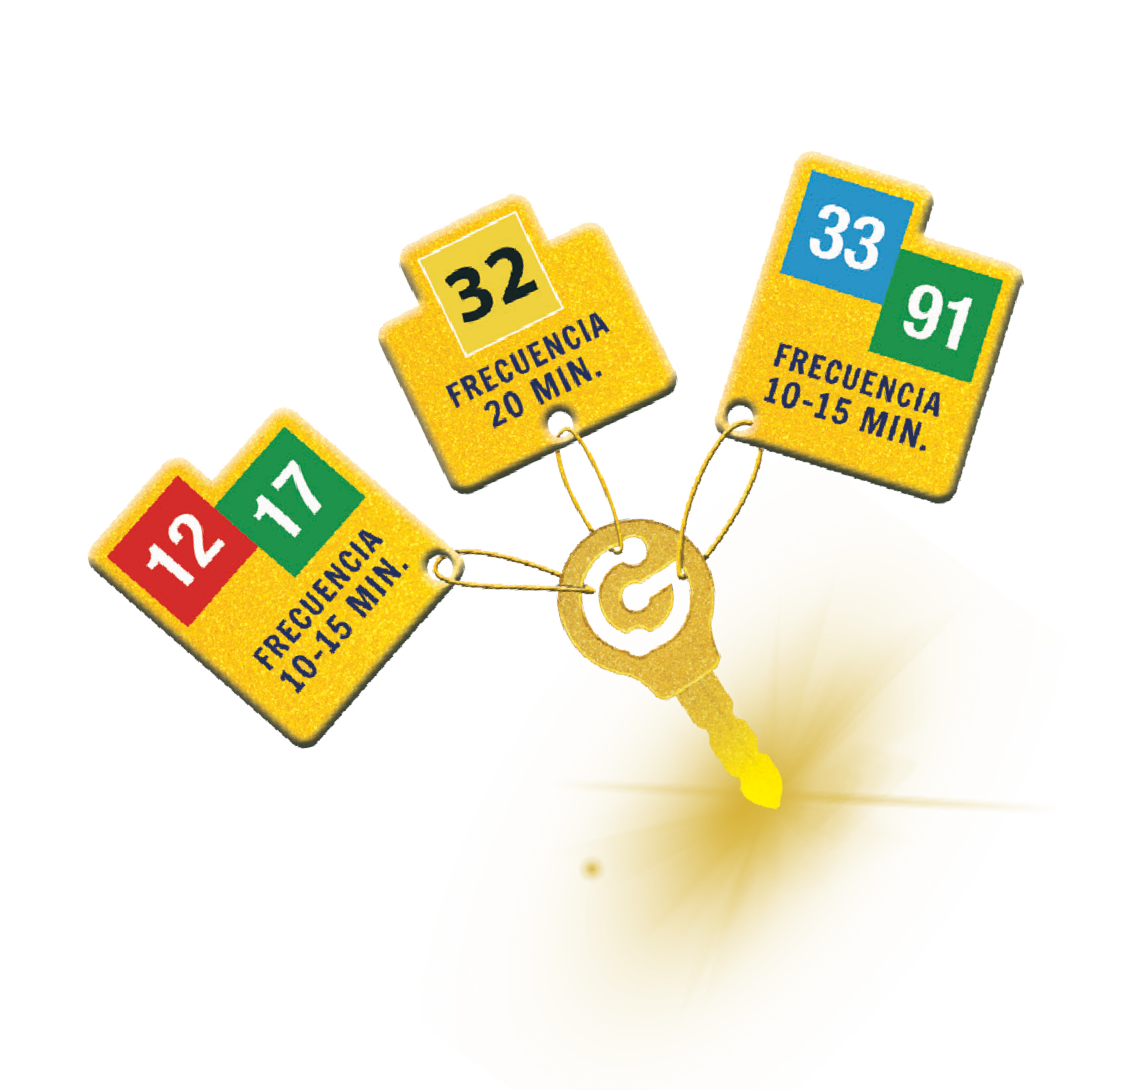 12 17
FRECUENCIA
10-15 MIN.
32
FRECUENCIA
20 MIN.
33
91
FRECUENCIA
10-15 MIN.